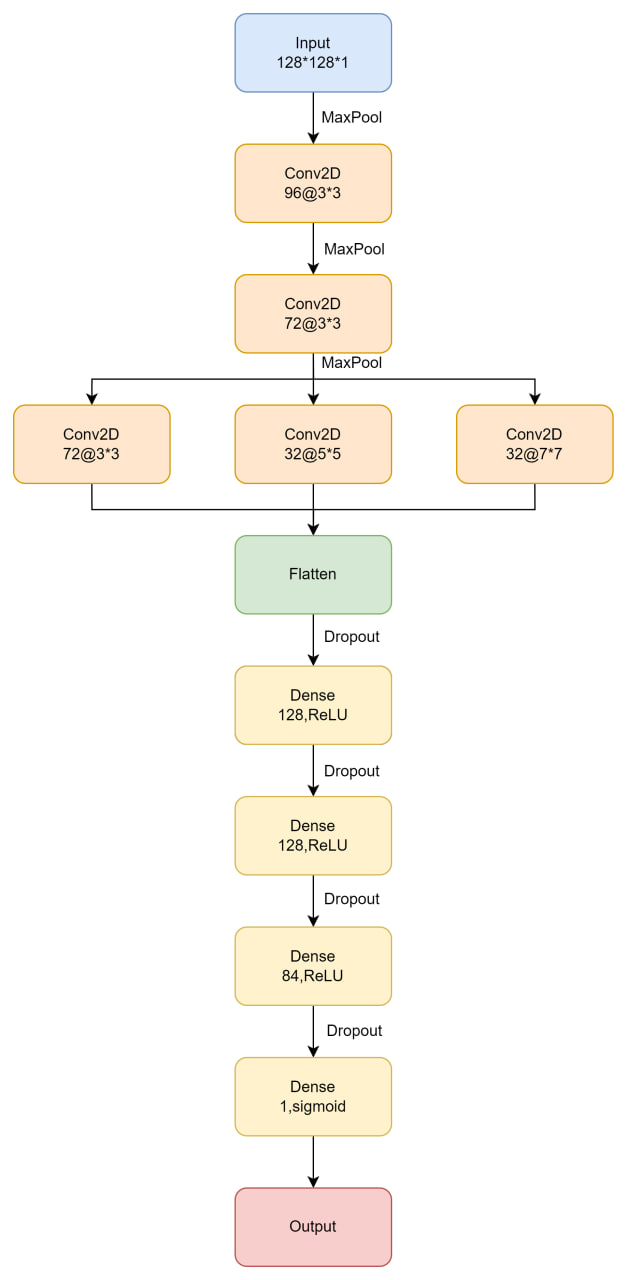 Input
128*128*1
MaxPool
Conv2D
96@3*3
MaxPool
Conv2D
72@3*3
MaxPool
Conv2D
72@3*3
Conv2D
32@5*5
Conv2D
32@7*7
Flatten
Dropout
Dense
128,ReLU
Dropout
Dense
128,ReLU
Dropout
Dense
84,ReLU
Dropout
Dense
1,sigmoid
Output